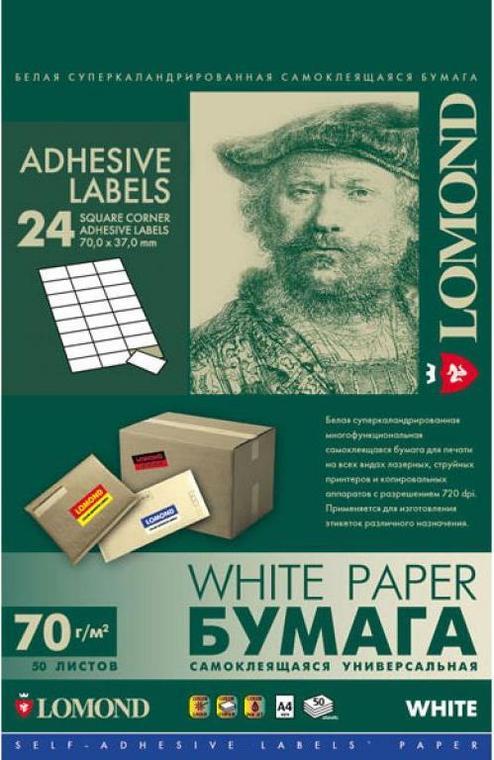 БЕЛАЯ СУПЕРКАЛАНДРИРОВАННАЯ САМОКЛЕЯЩАЯСЯ БУМАГА
ADHESIVE
LABELS
24 SQUARE CORNER
ADHESIVE LABELS
70,0 x 37,0 mm
LOMOND
Белая суперкаландрированная
многофункциональная
самоклеящаяся бумага для печати
на всех видах лазерных, струйных
принтеров и копировальных
аппаратов с разрешением 720 dpi.
Применяется для изготовления
этикеток различного назначения.
LOMOND
LOMOND
LOMOND
WHITE PAPER
БУМАГА
САМОКЛЕЯЩАЯСЯ УНИВЕРСАЛЬНАЯ
70 г/м²
50 ЛИСТОВ
LOMOND
A4
50
WHITE
SELF-ADHESIVE LABELS' PAPER